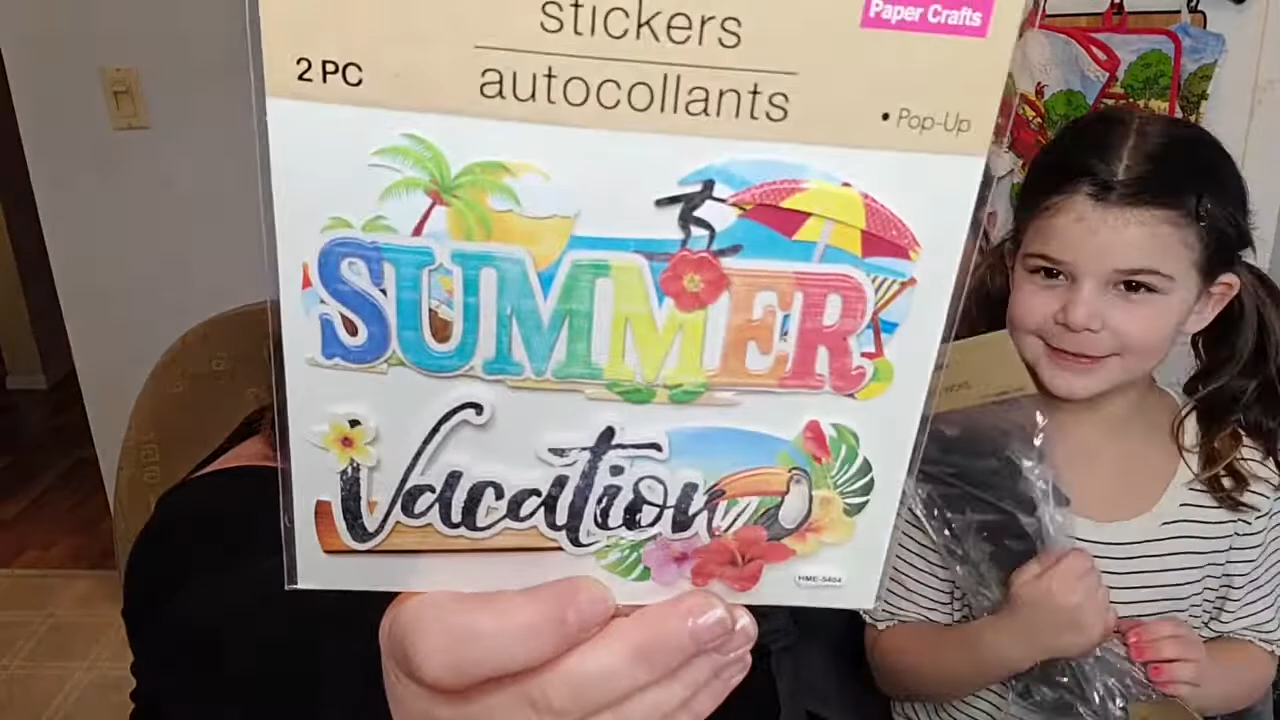 stickers
Paper Crafts
2 PC
autocollants
• Pop-Up
SUMMER
Vacation
HME-5404